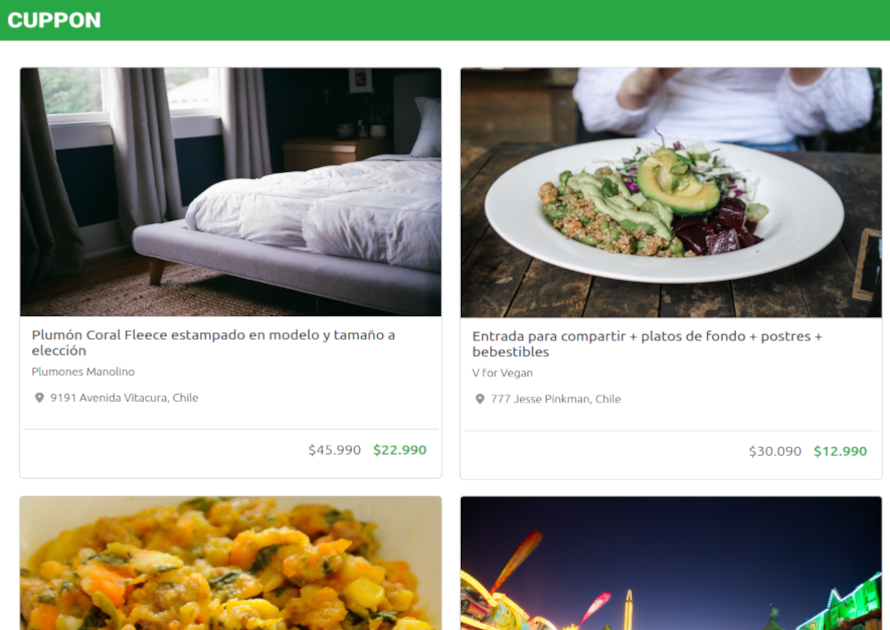 CUPPON
Plumón Coral Fleece estampado en modelo y tamaño a
elección
Plumones Manolino
9191 Avenida Vitacura, Chile
$45.990 $22.990
Entrada para compartir + platos de fondo + postres +
bebestibles
V for Vegan
777 Jesse Pinkman, Chile
$30.090 $12.990